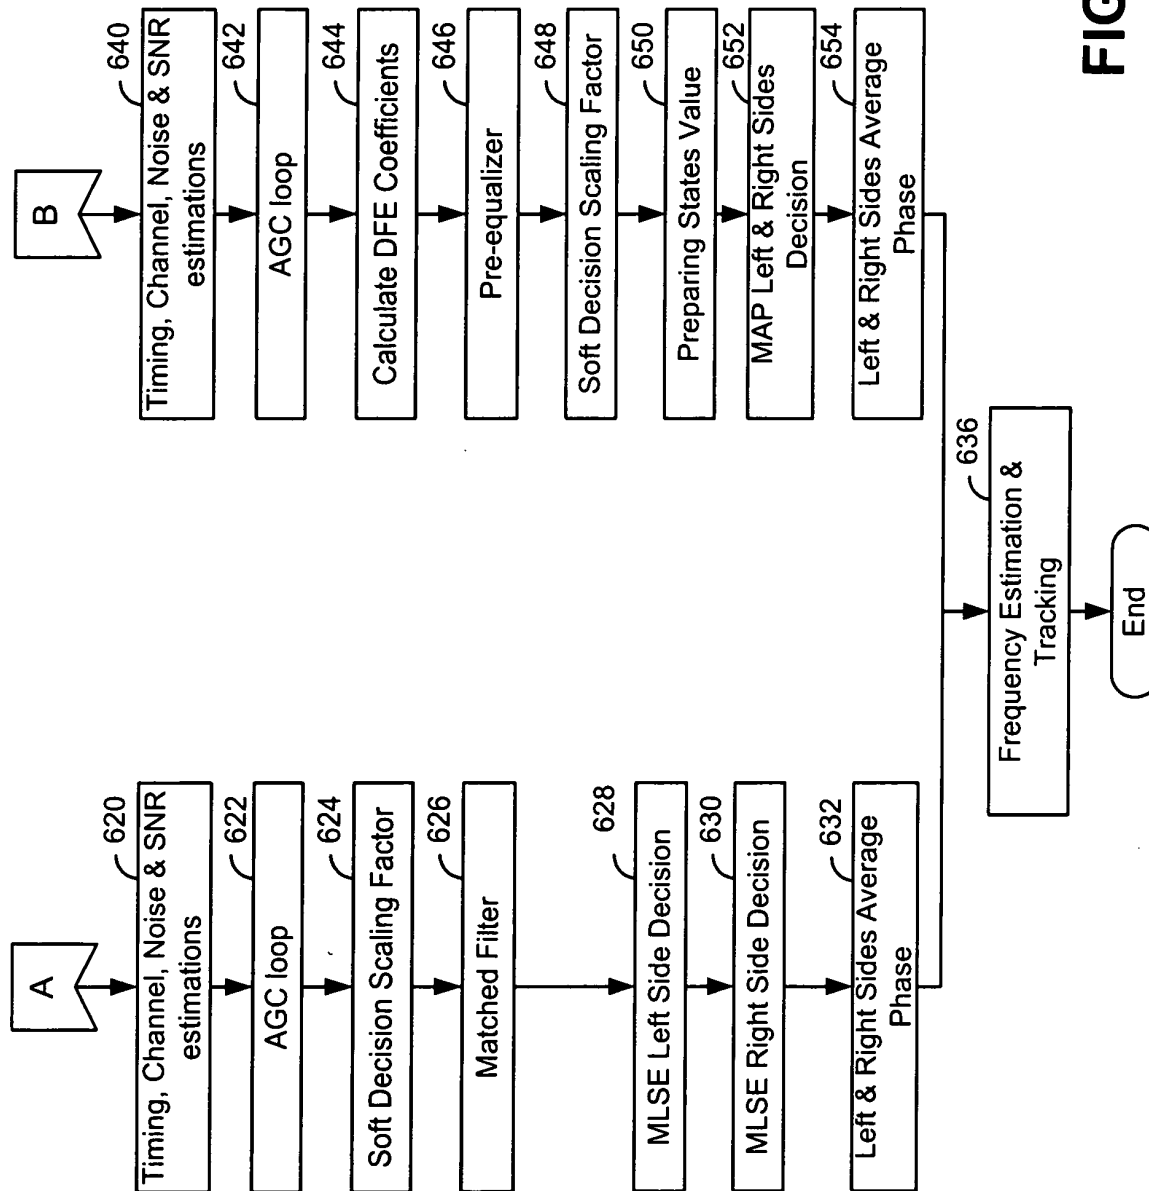 A
620
Timing, Channel, Noise & SNR
estimations
622
AGC loop
624
Soft Decision Scaling Factor
626
Matched Filter
628
MLSE Left Side Decision
630
MLSE Right Side Decision
632
Left & Right Sides Average
Phase
B
640
Timing, Channel, Noise & SNR
estimations
642
AGC loop
644
Calculate DFE Coefficients
646
Pre-equalizer
648
Soft Decision Scaling Factor
650
Preparing States Value
652
MAP Left & Right Sides
Decision
654
Left & Right Sides Average
Phase
636
Frequency Estimation &
Tracking
End
FIG